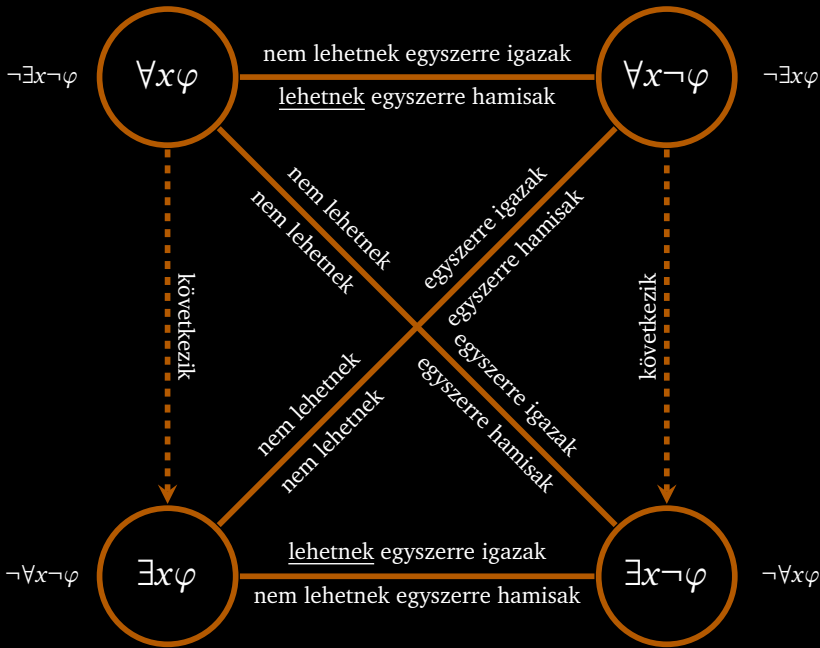 nem lehetnek egyszerre igazak
¬∃x¬φ
∀xφ
∀x¬φ
¬∃xφ
lehetnek egyszerre hamisak
nem lehetnek
nem lehetnek
egyszerre igazak
egyszerre hamisak
következik
következik
nem lehetnek
nem lehetnek
egyszerre igazak
egyszerre hamisak
lehetnek egyszerre igazak
¬∀x¬φ
∃xφ
∃x¬φ
¬∀xφ
nem lehetnek egyszerre hamisak